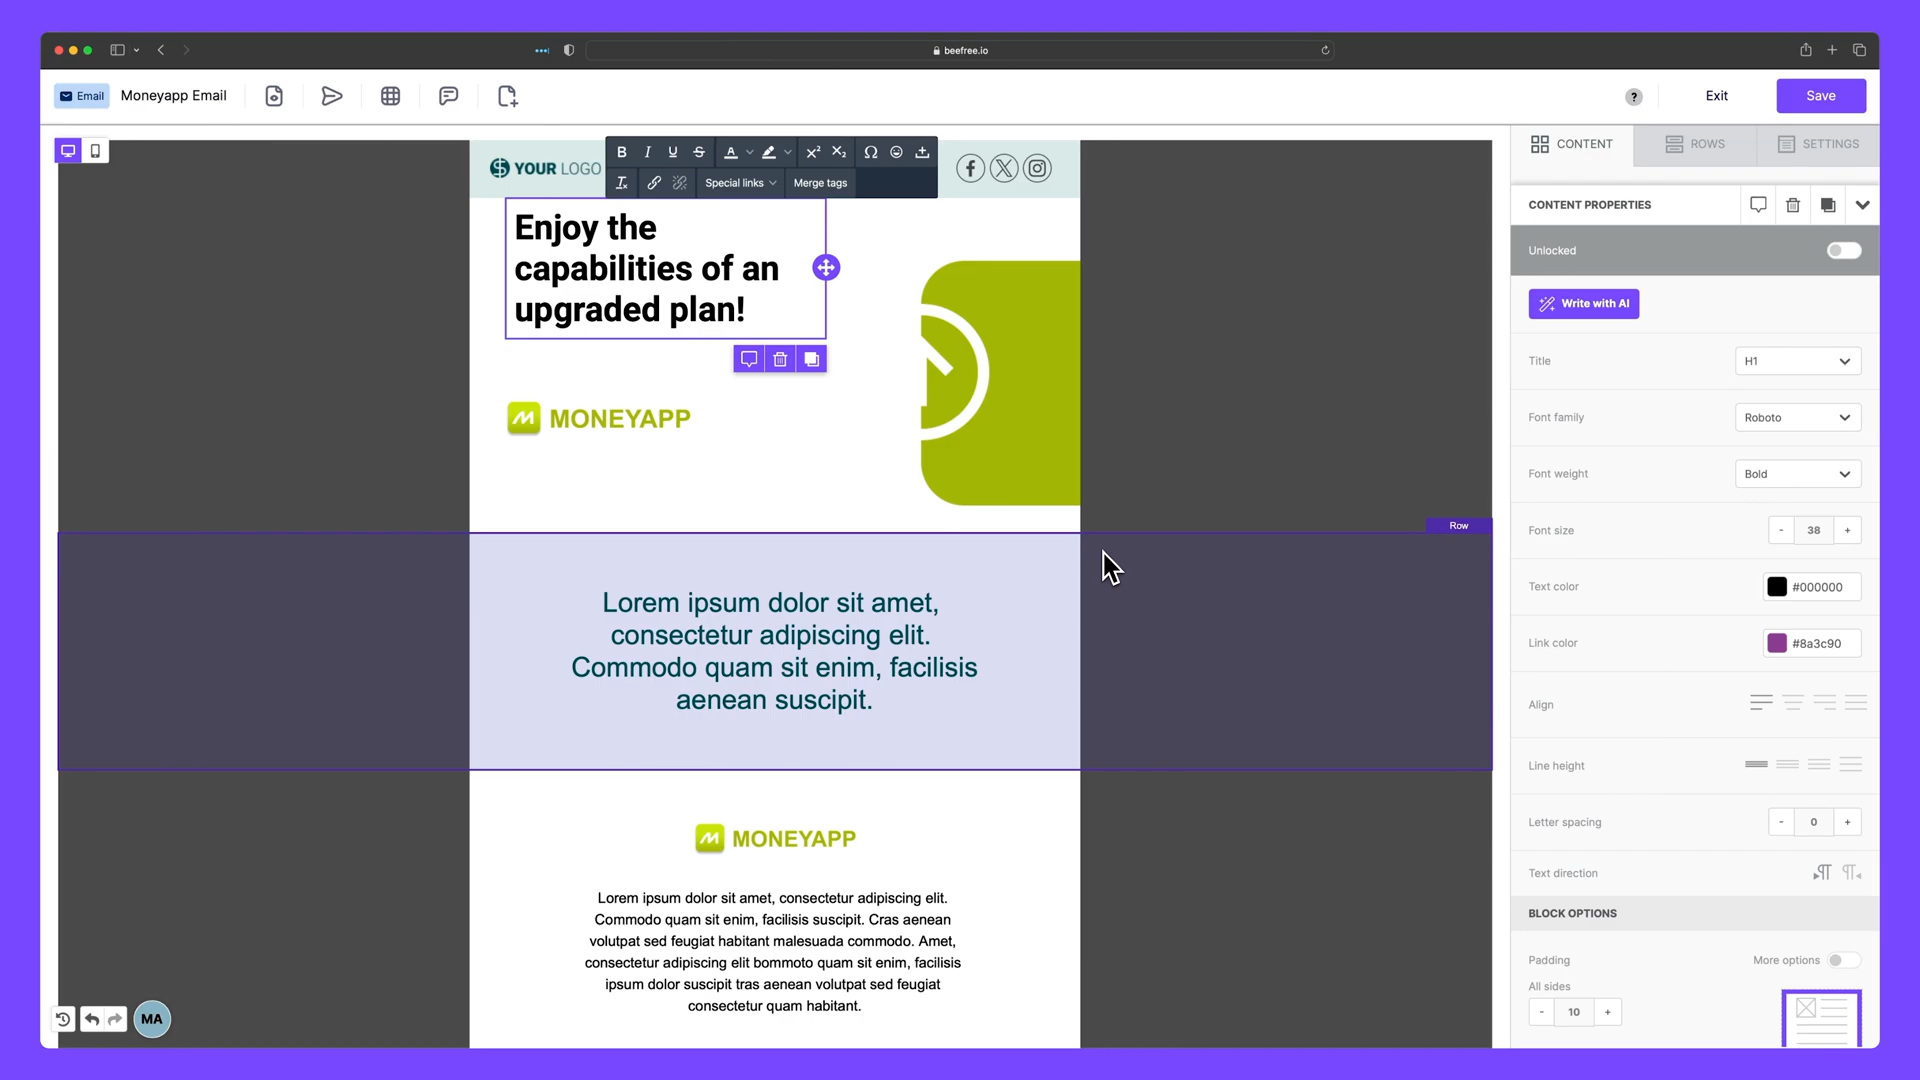 beefree.io
Email
Moneyapp Email
?
Exit
Save
YOUR LOGO
B I U S A X² X₂ Ω
Special links
Merge tags
CONTENT
ROWS
SETTINGS
Enjoy the
capabilities of an
upgraded plan!
MONEYAPP
Row
Lorem ipsum dolor sit amet,
consectetur adipiscing elit.
Commodo quam sit enim, facilisis
aenean suscipit.
MONEYAPP
Lorem ipsum dolor sit amet, consectetur adipiscing elit.
Commodo quam sit enim, facilisis suscipit. Cras aenean
volutpat sed feugiat habitant malesuada commodo. Amet,
consectetur adipiscing elit bommoto quam sit enim, facilisis
ipsum dolor suscipit tras aenean volutpat sed feugiat
consectetur quam habitant.
MA
CONTENT PROPERTIES
Unlocked
Write with AI
Title
H1
Font family
Roboto
Font weight
Bold
Font size
- 38 +
Text color
#000000
Link color
#8a3c90
Align
Line height
Letter spacing
- 0 +
Text direction
BLOCK OPTIONS
Padding
More options
All sides
- 10 +